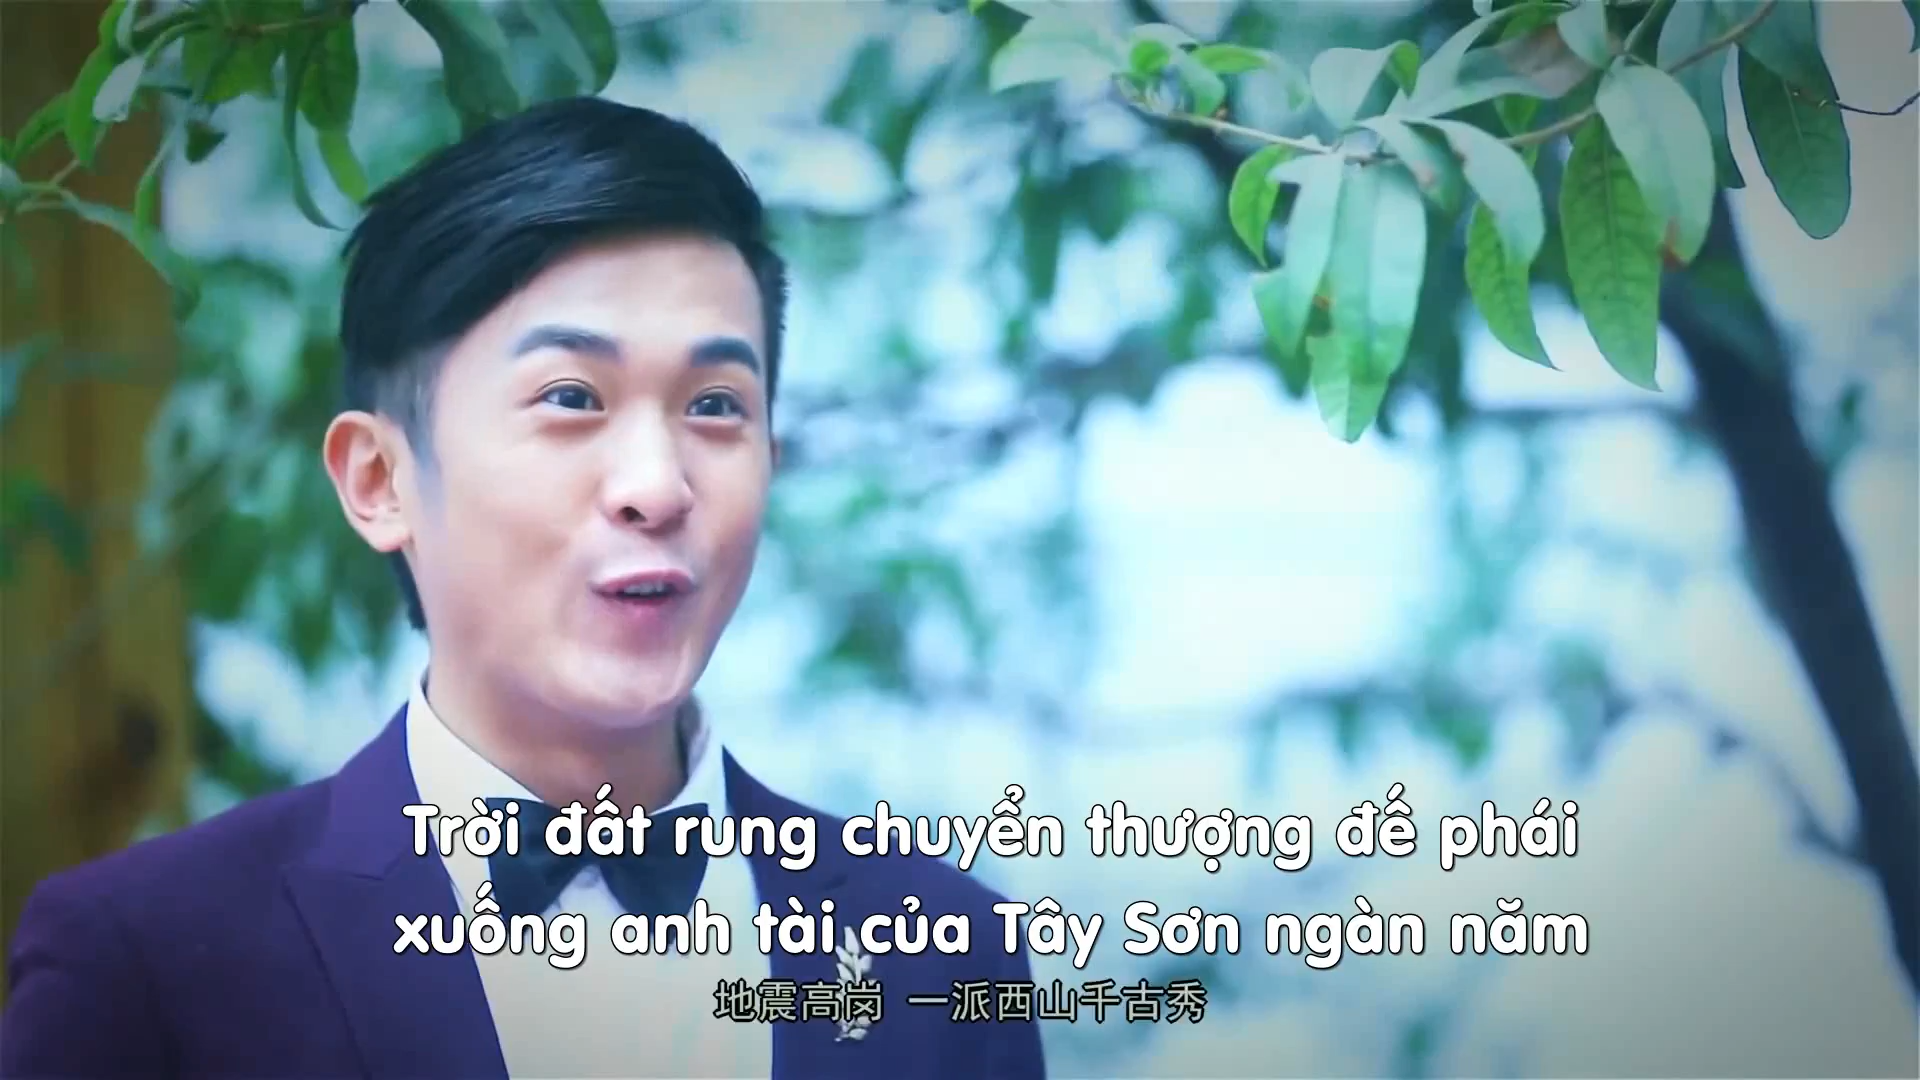 Trời đất rung chuyển thượng đế phái
xuống anh tài của Tây Sơn ngàn năm
地震高岗 一派西山千古秀